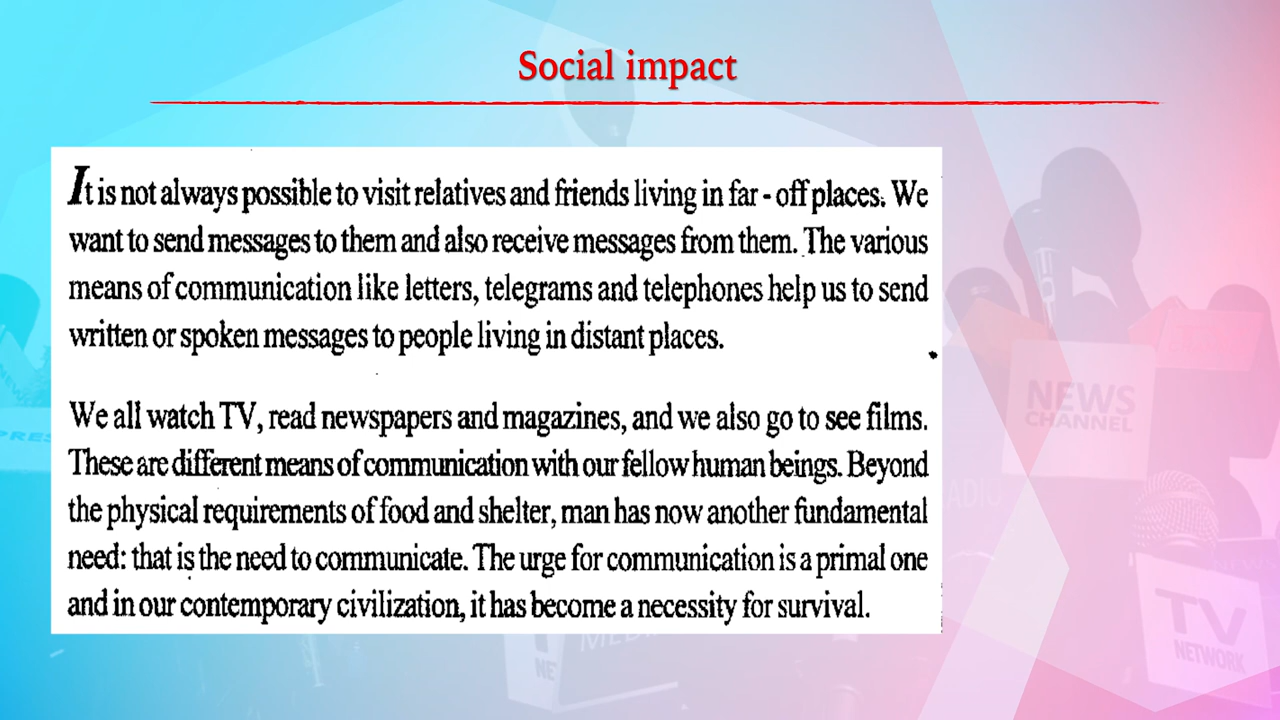 Social impact
It is not always possible to visit relatives and friends living in far - off places. We
want to send messages to them and also receive messages from them. The various
means of communication like letters, telegrams and telephones help us to send
written or spoken messages to people living in distant places.
We all watch TV, read newspapers and magazines, and we also go to see films.
These are different means of communication with our fellow human beings. Beyond
the physical requirements of food and shelter, man has now another fundamental
need: that is the need to communicate. The urge for communication is a primal one
and in our contemporary civilization, it has become a necessity for survival.
NEWS
CHANNEL
TV
NETWORK